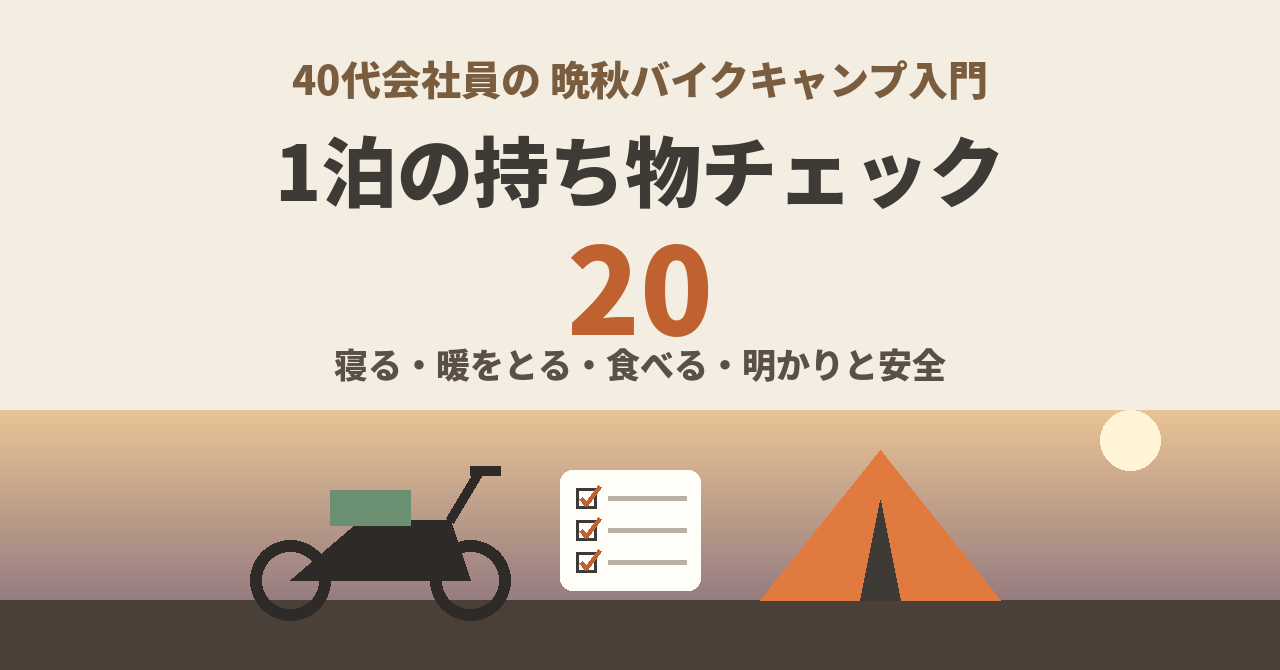 40代会社員の 晩秋バイクキャンプ入門
1泊の持ち物チェック
20
寝る・暖をとる・食べる・明かりと安全